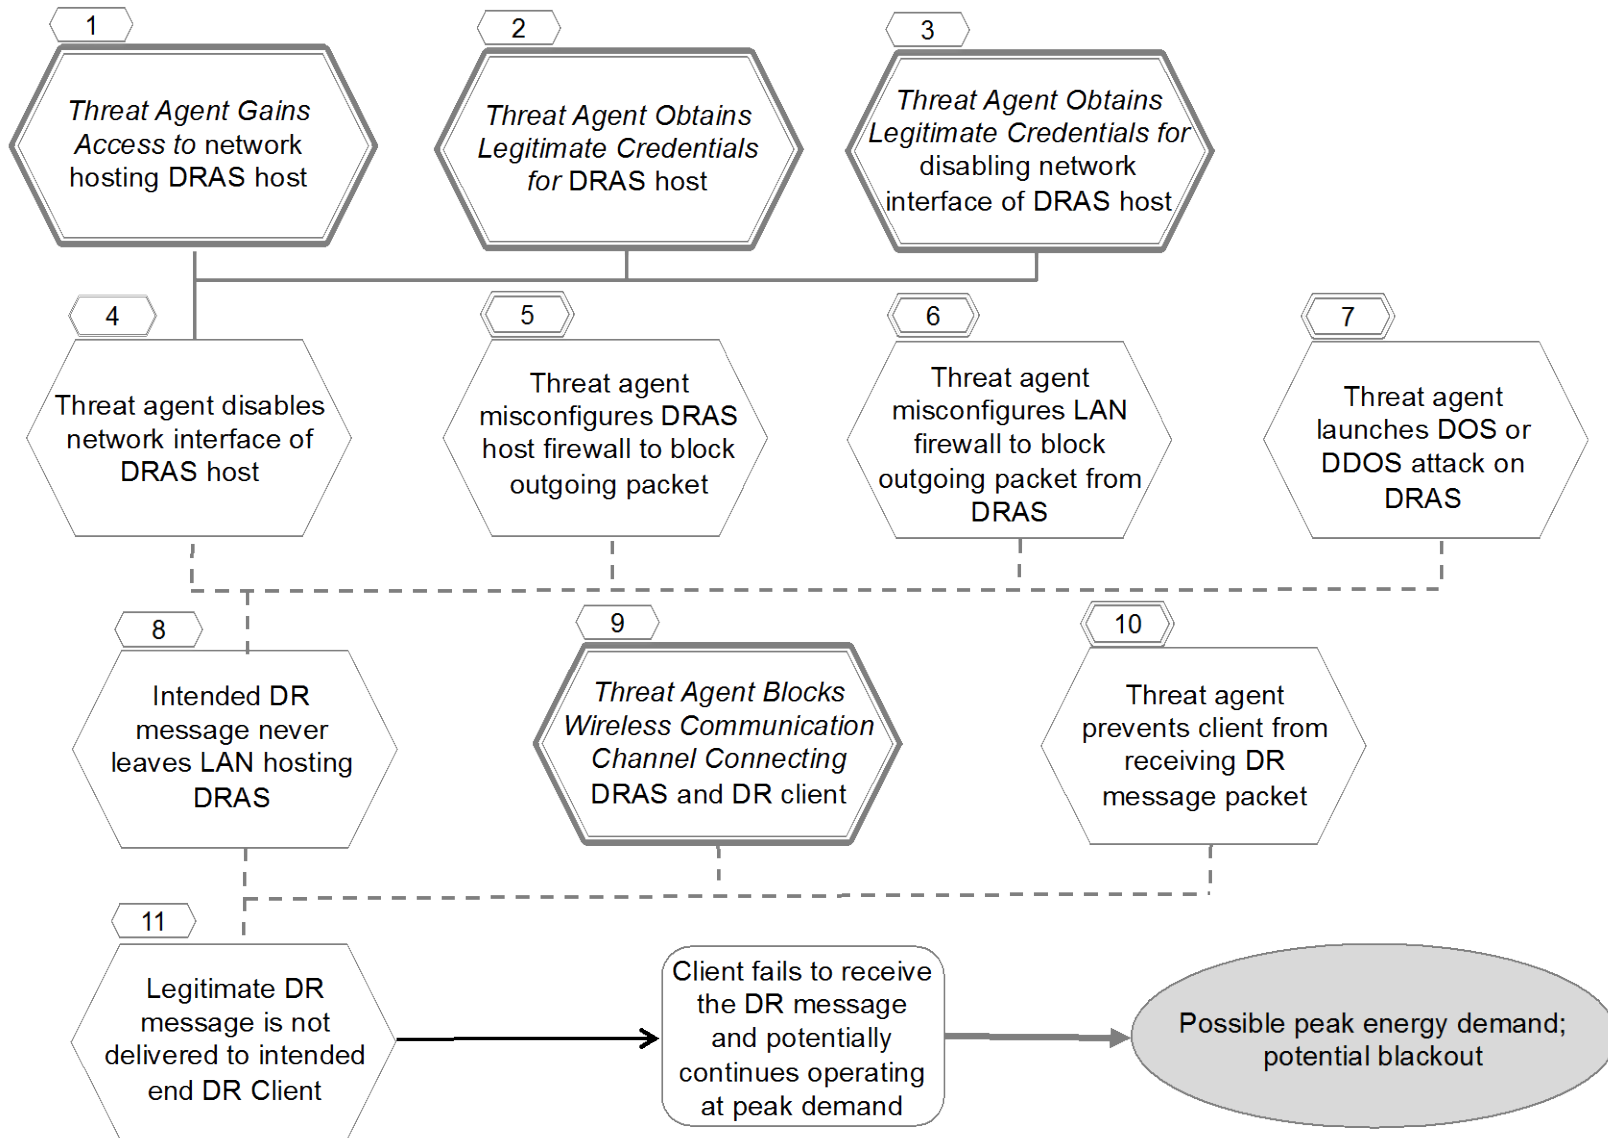 1
Threat Agent Gains
Access to network
hosting DRAS host
2
Threat Agent Obtains
Legitimate Credentials
for DRAS host
3
Threat Agent Obtains
Legitimate Credentials for
disabling network
interface of DRAS host
4
Threat agent disables
network interface of
DRAS host
5
Threat agent
misconfigures DRAS
host firewall to block
outgoing packet
6
Threat agent
misconfigures LAN
firewall to block
outgoing packet from
DRAS
7
Threat agent
launches DOS or
DDOS attack on
DRAS
8
Intended DR
message never
leaves LAN hosting
DRAS
9
Threat Agent Blocks
Wireless Communication
Channel Connecting
DRAS and DR client
10
Threat agent
prevents client from
receiving DR
message packet
11
Legitimate DR
message is not
delivered to intended
end DR Client
Client fails to receive
the DR message
and potentially
continues operating
at peak demand
Possible peak energy demand;
potential blackout